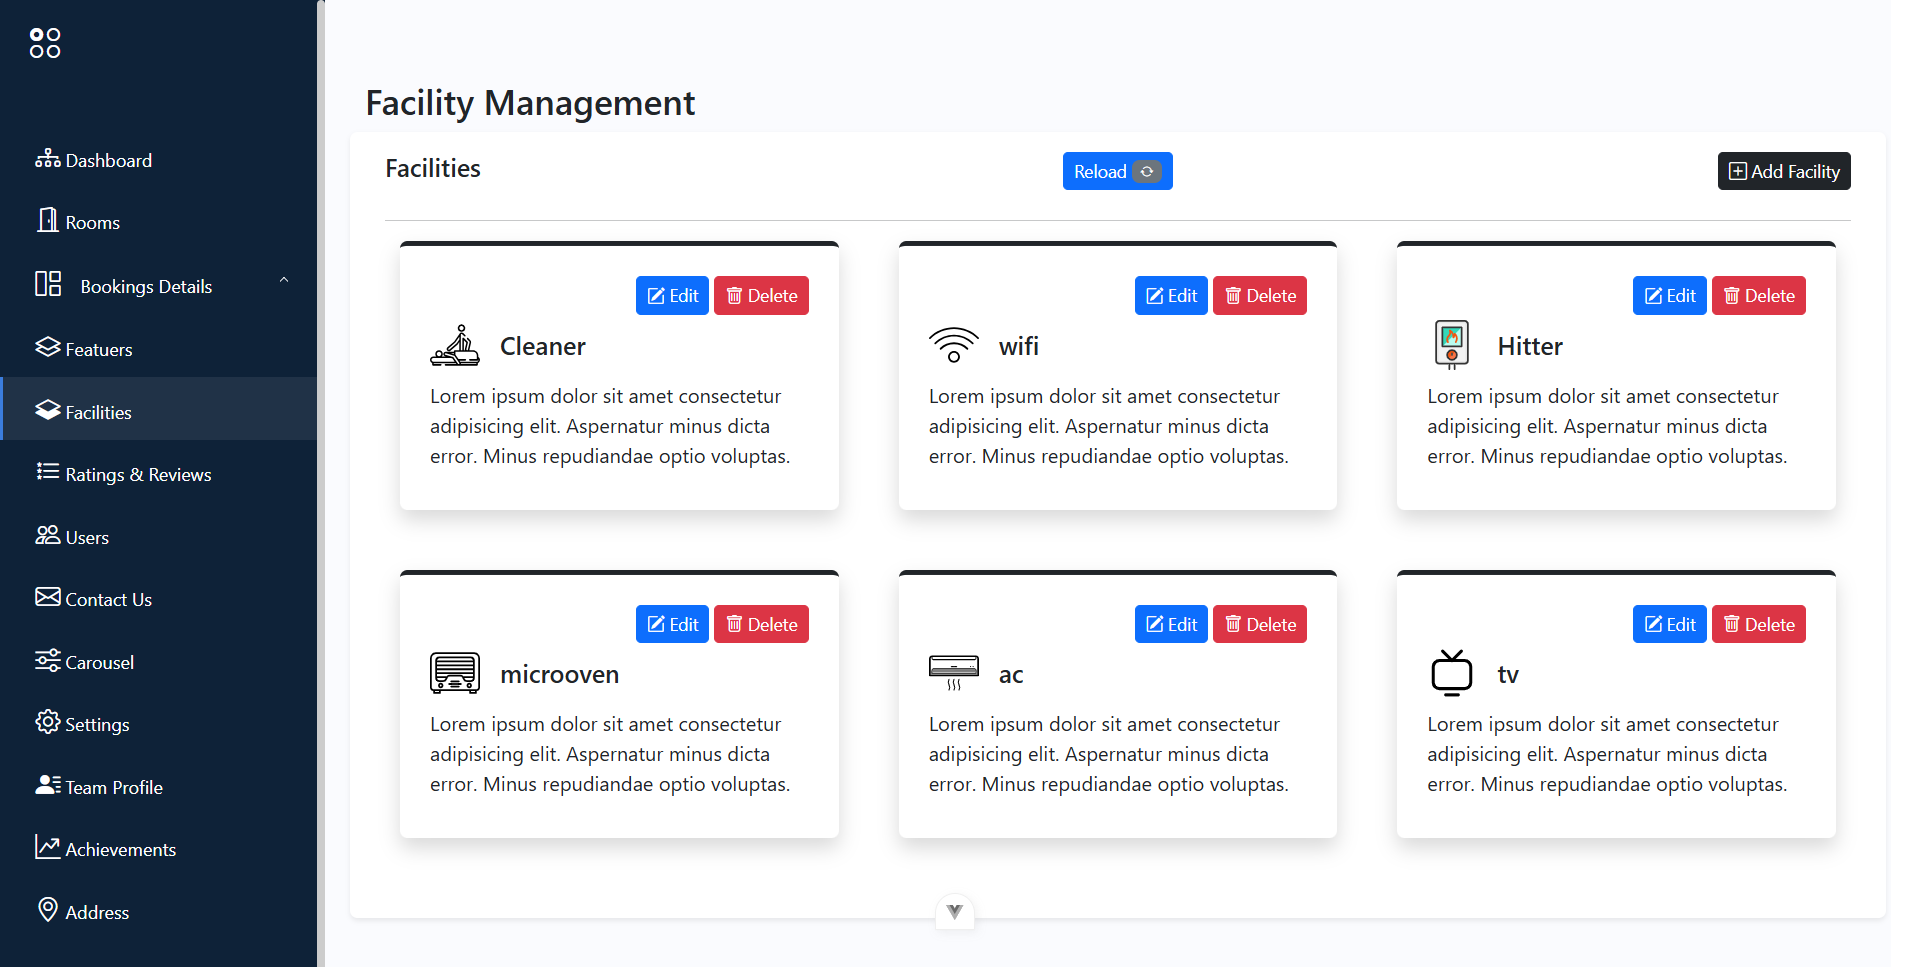 Dashboard
Rooms
Bookings Details
Featuers
Facilities
Ratings & Reviews
Users
Contact Us
Carousel
Settings
Team Profile
Achievements
Address
Facility Management
Facilities
Reload
Add Facility
Edit Delete
Cleaner
Lorem ipsum dolor sit amet consectetur
adipisicing elit. Aspernatur minus dicta
error. Minus repudiandae optio voluptas.
Edit Delete
wifi
Lorem ipsum dolor sit amet consectetur
adipisicing elit. Aspernatur minus dicta
error. Minus repudiandae optio voluptas.
Edit Delete
Hitter
Lorem ipsum dolor sit amet consectetur
adipisicing elit. Aspernatur minus dicta
error. Minus repudiandae optio voluptas.
Edit Delete
microoven
Lorem ipsum dolor sit amet consectetur
adipisicing elit. Aspernatur minus dicta
error. Minus repudiandae optio voluptas.
Edit Delete
ac
Lorem ipsum dolor sit amet consectetur
adipisicing elit. Aspernatur minus dicta
error. Minus repudiandae optio voluptas.
Edit Delete
tv
Lorem ipsum dolor sit amet consectetur
adipisicing elit. Aspernatur minus dicta
error. Minus repudiandae optio voluptas.